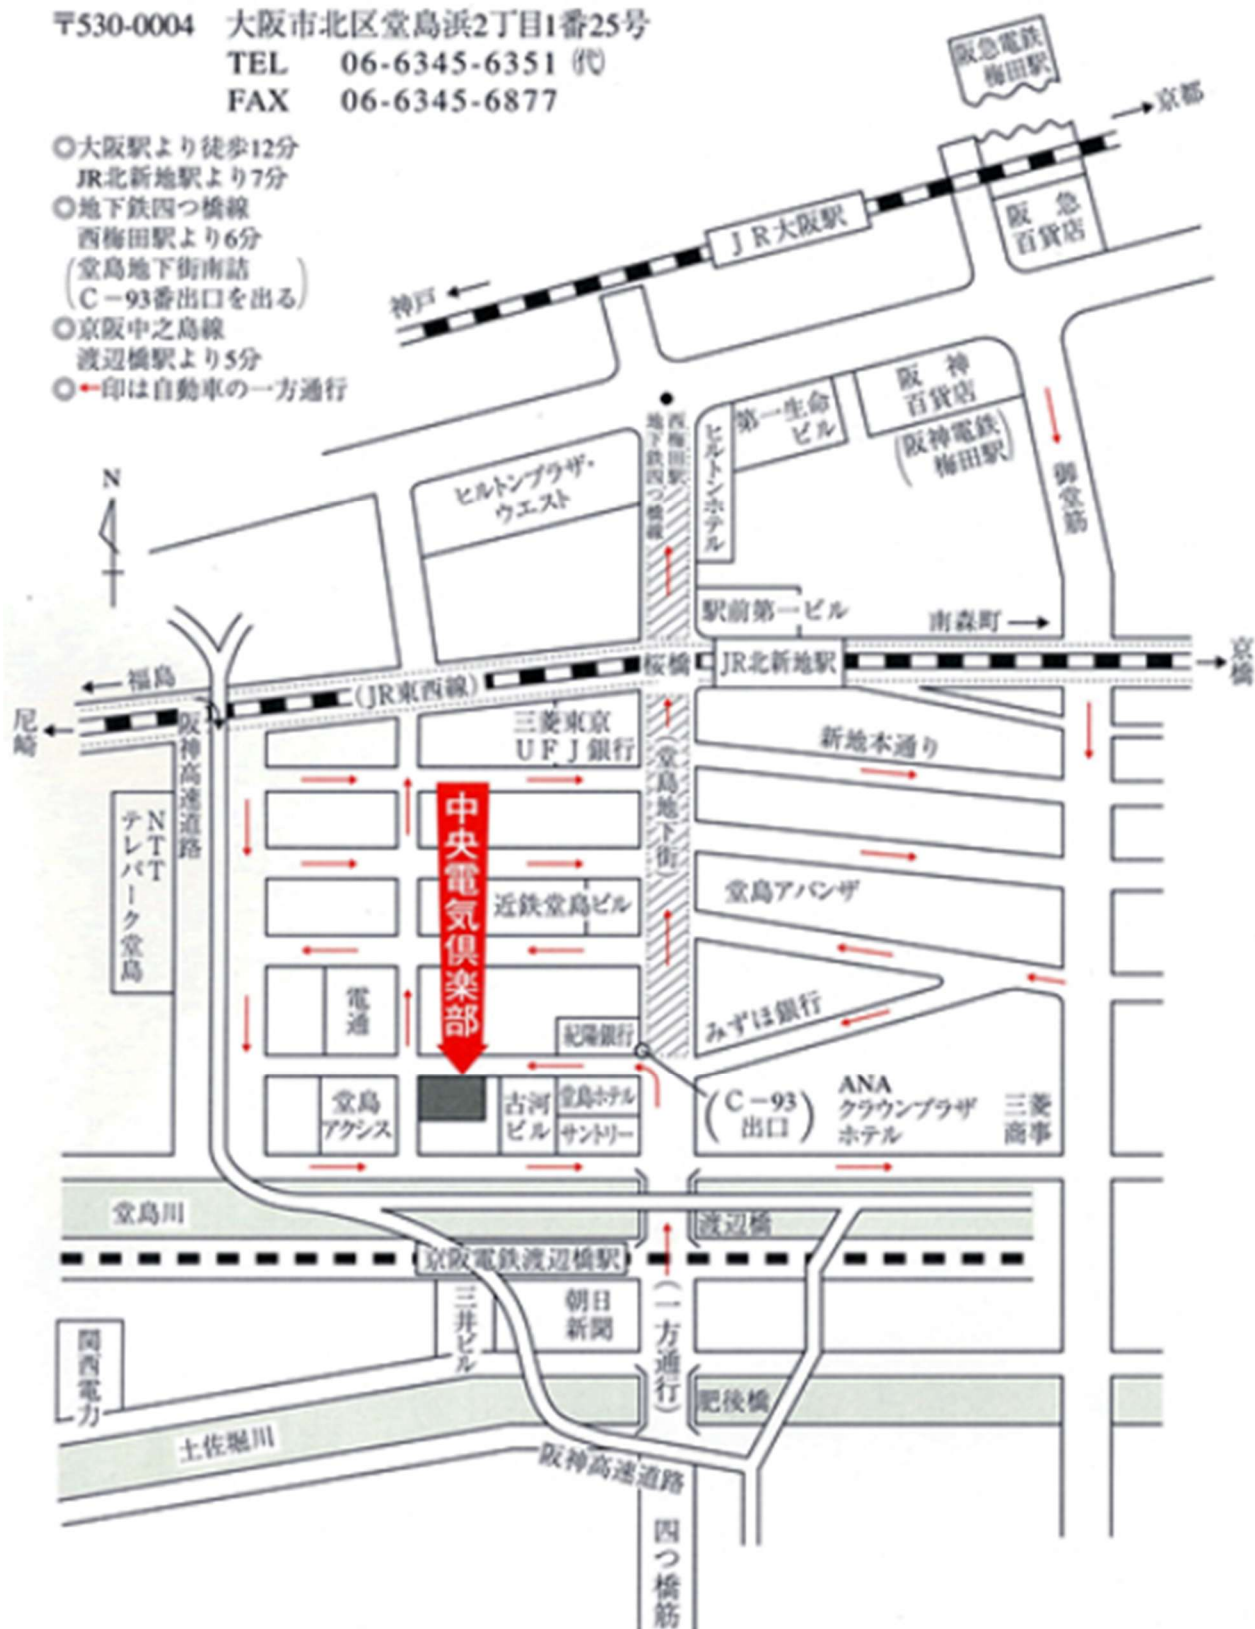 〒530-0004 大阪市北区堂島浜2丁目1番25号
TEL 06-6345-6351 ㈹
FAX 06-6345-6877
◎大阪駅より徒歩12分
JR北新地駅より7分
◎地下鉄四つ橋線
西梅田駅より6分
(堂島地下街南詰
C-93番出口を出る)
◎京阪中之島線
渡辺橋駅より5分
◎←印は自動車の一方通行
阪急電鉄
梅田駅
→京都
JR大阪駅
阪急
百貨店
神戸←
阪神
百貨店
(阪神電鉄
梅田駅)
第一生命
ビル
ヒルトンホテル
西梅田駅
地下鉄四つ橋線
御堂筋
ヒルトンプラザ・
ウエスト
N
駅前第一ビル
南森町→
←福島
(JR東西線)
桜橋
JR北新地駅
→京橋
尼崎←
阪神高速道路
三菱東京
UFJ銀行
(堂島地下街)
新地本通り
NTT
テレパーク堂島
中央電気倶楽部
近鉄堂島ビル
堂島アバンザ
電通
紀陽銀行
みずほ銀行
堂島
アクシス
古河
ビル
堂島ホテル
サントリー
(C-93
出口)
ANA
クラウンプラザ
ホテル
三菱
商事
堂島川
渡辺橋
京阪電鉄渡辺橋駅
三井ビル
朝日
新聞
(一方通行)
関西電力
肥後橋
土佐堀川
阪神高速道路
四つ橋筋